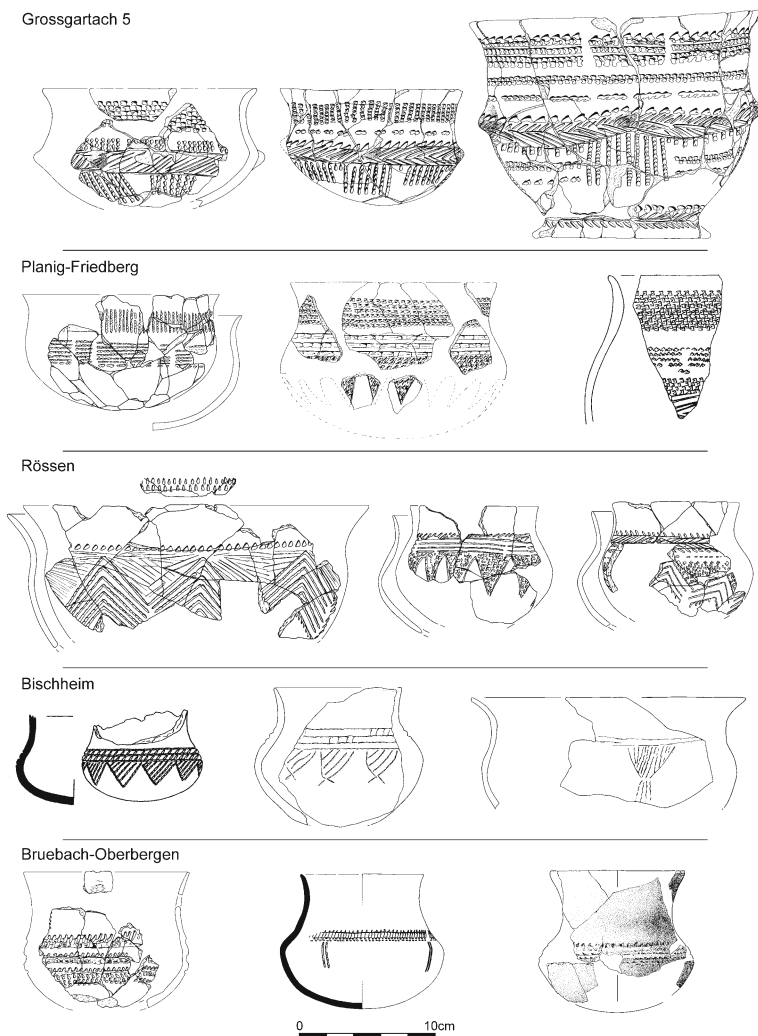 Grossgartach 5
Planig-Friedberg
Rössen
Bischheim
Bruebach-Oberbergen
0 10cm